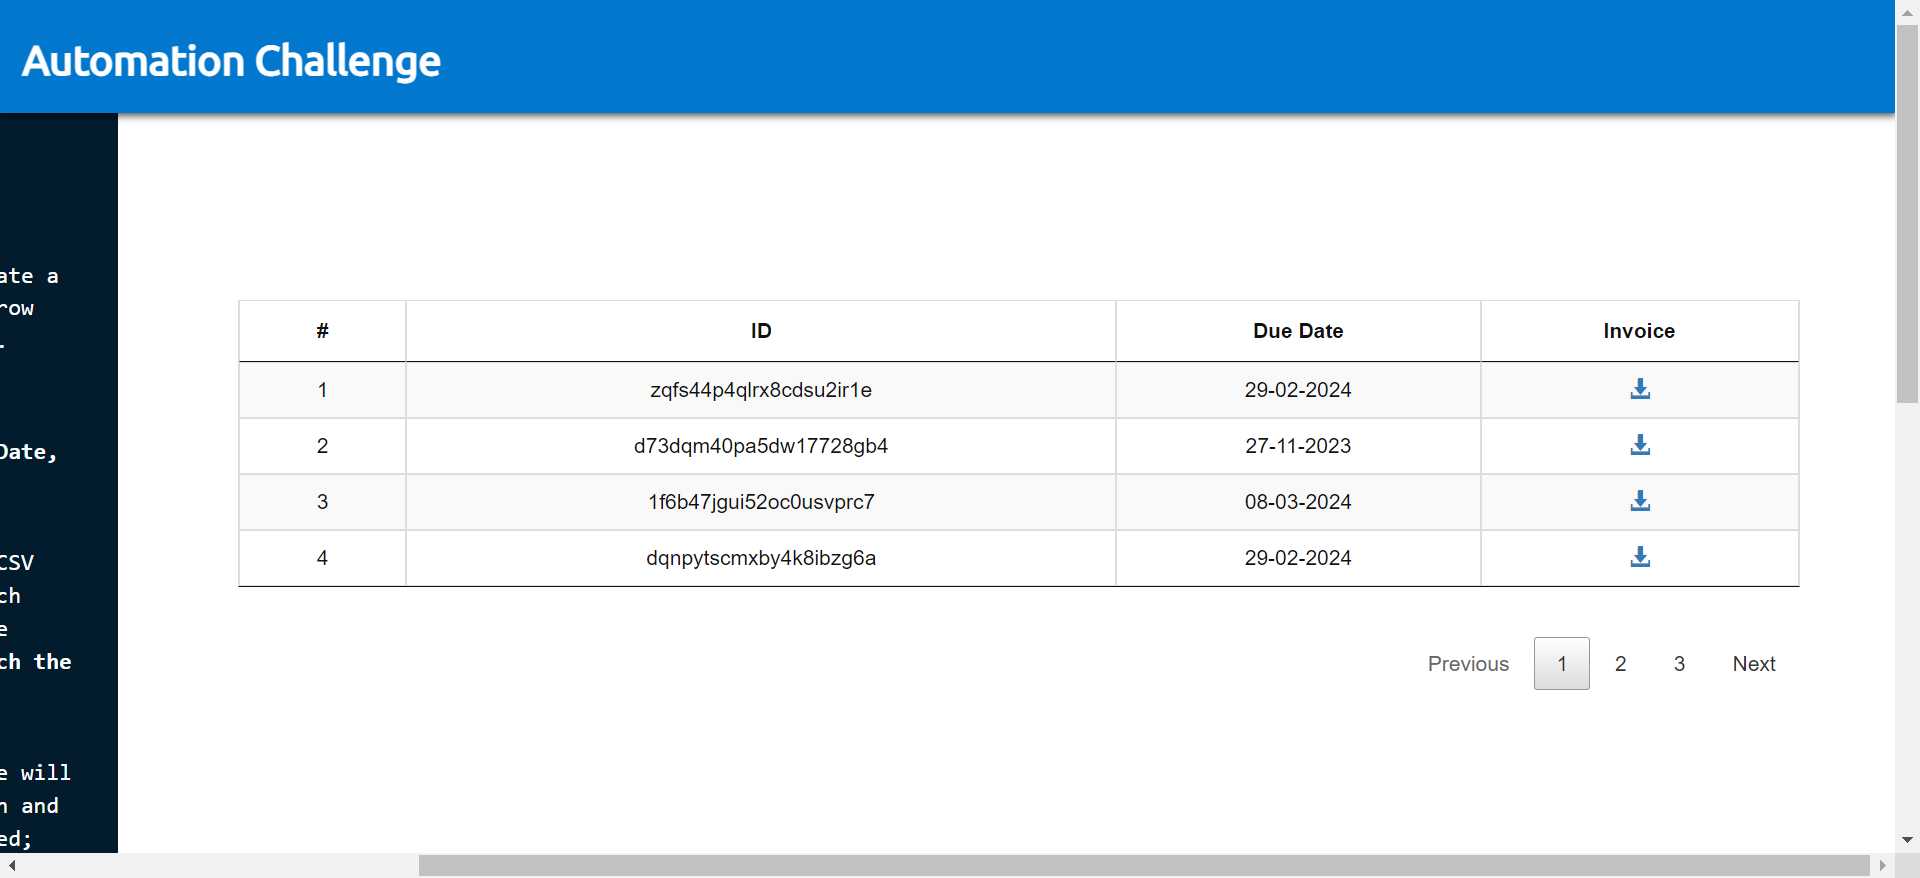 Automation Challenge
ate a
row
Date,
CSV
ch
e
ch the
e will
n and
ed;
# ID Due Date Invoice
1 zqfs44p4qlrx8cdsu2ir1e 29-02-2024
2 d73dqm40pa5dw17728gb4 27-11-2023
3 1f6b47jgui52oc0usvprc7 08-03-2024
4 dqnpytscmxby4k8ibzg6a 29-02-2024
Previous 1 2 3 Next